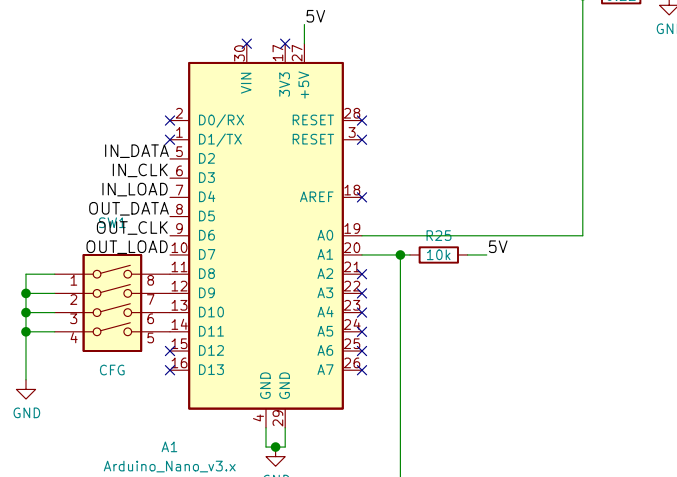 5V
GND
30
17
27
VIN
3V3
+5V
2 D0/RX RESET 28
1 D1/TX RESET 3
IN_DATA 5 D2
IN_CLK 6 D3
IN_LOAD 7 D4 AREF 18
OUT_DATA 8 D5
SW1
OUT_CLK 9 D6 A0 19 R25
OUT_LOAD 10 D7 A1 20 10k 5V
1 8 11 D8 A2 21
2 7 12 D9 A3 22
3 6 13 D10 A4 23
4 5 14 D11 A5 24
15 D12 A6 25
16 D13 A7 26
CFG
GND
GND
GND
4
29
A1
Arduino_Nano_v3.x